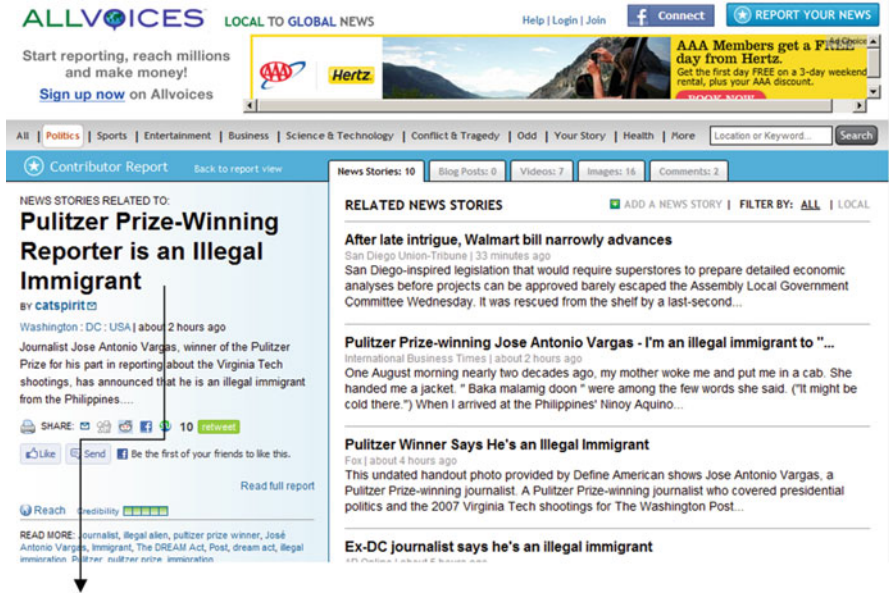 ALLVOICES LOCAL TO GLOBAL NEWS
Help | Login | Join
f Connect
REPORT YOUR NEWS
Start reporting, reach millions
and make money!
Sign up now on Allvoices
AAA
Hertz
Ad Choice
AAA Members get a FREE
day from Hertz.
Get the first day FREE on a 3-day weekend
rental, plus your AAA discount.
BOOK NOW
All | Politics | Sports | Entertainment | Business | Science & Technology | Conflict & Tragedy | Odd | Your Story | Health | More
Location or Keyword...
Search
Contributor Report
Back to report view
News Stories: 10
Blog Posts: 0
Videos: 7
Images: 16
Comments: 2
NEWS STORIES RELATED TO:
Pulitzer Prize-Winning
Reporter is an Illegal
Immigrant
BY catspirit
Washington : DC : USA | about 2 hours ago
Journalist Jose Antonio Vargas, winner of the Pulitzer
Prize for his part in reporting about the Virginia Tech
shootings, has announced that he is an illegal immigrant
from the Philippines....
SHARE:
10 retweet
Like
Send
Be the first of your friends to like this.
Read full report
Reach
Credibility
READ MORE: Journalist, illegal alien, pultizer prize winner, José
Antonio Vargas, Immigrant, The DREAM Act, Post, dream act, illegal
immigration, Pulitzer, pulitzer prize, immigration
RELATED NEWS STORIES
ADD A NEWS STORY | FILTER BY: ALL | LOCAL
After late intrigue, Walmart bill narrowly advances
San Diego Union-Tribune | 33 minutes ago
San Diego-inspired legislation that would require superstores to prepare detailed economic
analyses before projects can be approved barely escaped the Assembly Local Government
Committee Wednesday. It was rescued from the shelf by a last-second...
Pulitzer Prize-winning Jose Antonio Vargas - I'm an illegal immigrant to "...
International Business Times | about 2 hours ago
One August morning nearly two decades ago, my mother woke me and put me in a cab. She
handed me a jacket. " Baka malamig doon " were among the few words she said. ("It might be
cold there.") When I arrived at the Philippines' Ninoy Aquino...
Pulitzer Winner Says He's an Illegal Immigrant
Fox | about 4 hours ago
This undated handout photo provided by Define American shows Jose Antonio Vargas, a
Pulitzer Prize-winning journalist. A Pulitzer Prize-winning journalist who covered presidential
politics and the 2007 Virginia Tech shootings for The Washington Post...
Ex-DC journalist says he's an illegal immigrant